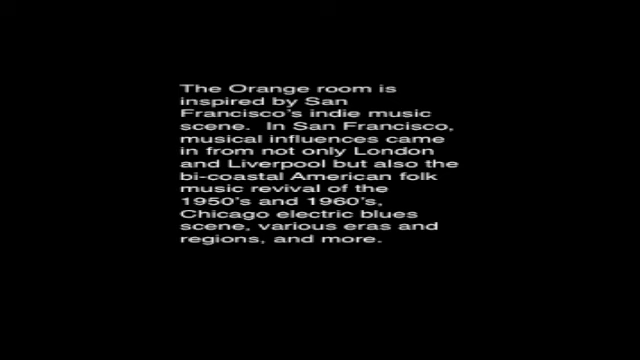 The Orange room is
inspired by San
Francisco's indie music
scene.  In San Francisco,
musical influences came
in from not only London
and Liverpool but also the
bi-coastal American folk
music revival of the
1950's and 1960's,
Chicago electric blues
scene, various eras and
regions, and more.